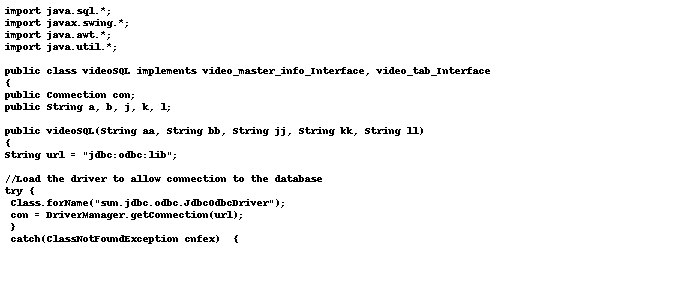 import java.sql.*;
import javax.swing.*;
import java.awt.*;
import java.util.*;
public class videoSQL implements video_master_info_Interface, video_tab_Interface
{
public Connection con;
public String a, b, j, k, l;
public videoSQL(String aa, String bb, String jj, String kk, String ll)
{
String url = "jdbc:odbc:lib";
//Load the driver to allow connection to the database
try {
Class.forName("sun.jdbc.odbc.JdbcOdbcDriver");
con = DriverManager.getConnection(url);
}
catch(ClassNotFoundException cnfex)  {